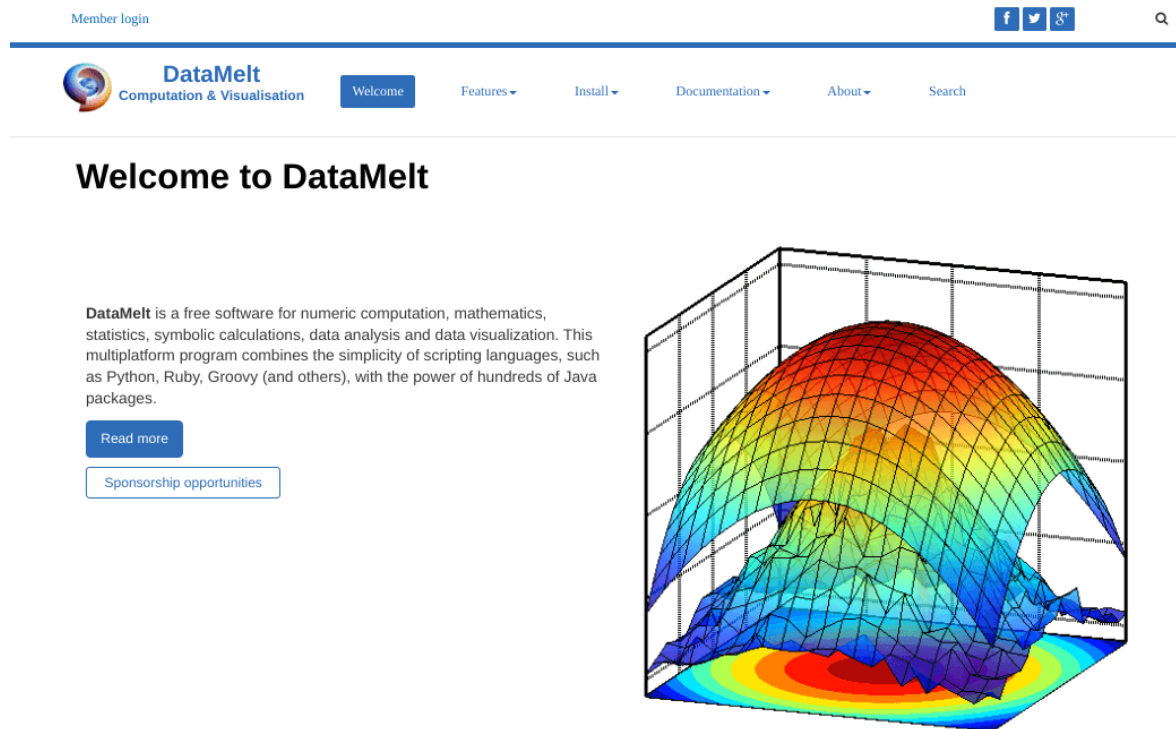 Member login
f
g+
DataMelt
Computation & Visualisation
Welcome
Features
Install
Documentation
About
Search
Welcome to DataMelt
DataMelt is a free software for numeric computation, mathematics,
statistics, symbolic calculations, data analysis and data visualization. This
multiplatform program combines the simplicity of scripting languages, such
as Python, Ruby, Groovy (and others), with the power of hundreds of Java
packages.
Read more
Sponsorship opportunities